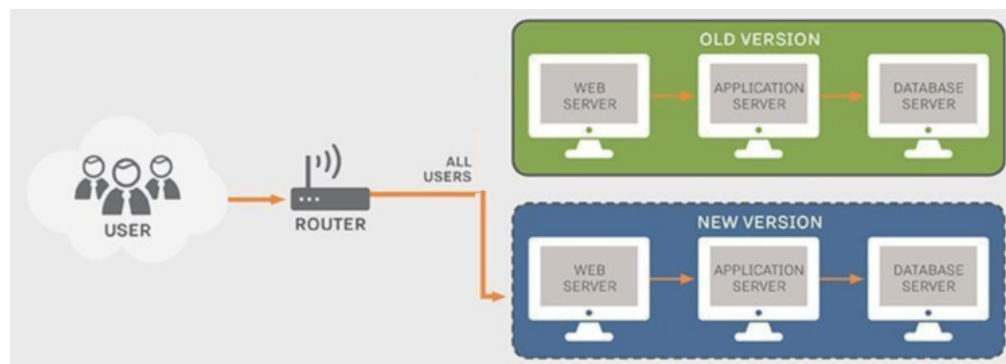 OLD VERSION
WEB
SERVER
APPLICATION
SERVER
DATABASE
SERVER
ALL
USERS
USER
ROUTER
NEW VERSION
WEB
SERVER
APPLICATION
SERVER
DATABASE
SERVER